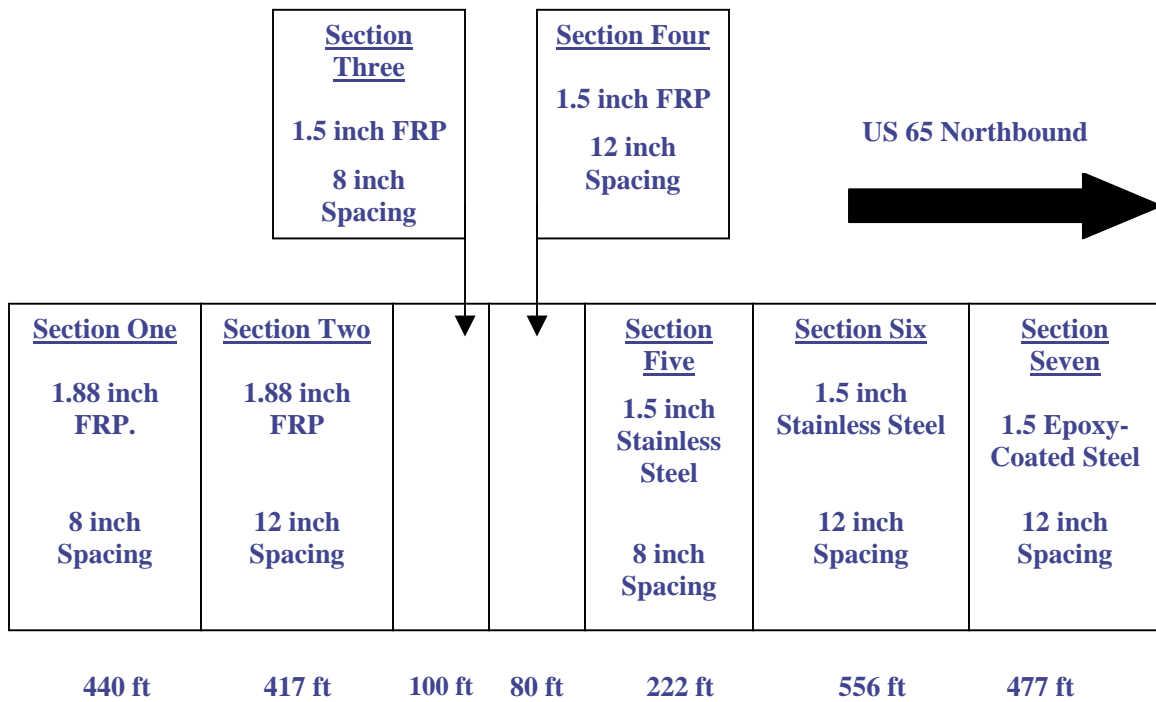 Section
Three
1.5 inch FRP
8 inch
Spacing
Section Four
1.5 inch FRP
12 inch
Spacing
US 65 Northbound
Section One
1.88 inch
FRP.
8 inch
Spacing
Section Two
1.88 inch
FRP
12 inch
Spacing
Section
Five
1.5 inch
Stainless
Steel
8 inch
Spacing
Section Six
1.5 inch
Stainless Steel
12 inch
Spacing
Section
Seven
1.5 Epoxy-
Coated Steel
12 inch
Spacing
440 ft
417 ft
100 ft
80 ft
222 ft
556 ft
477 ft